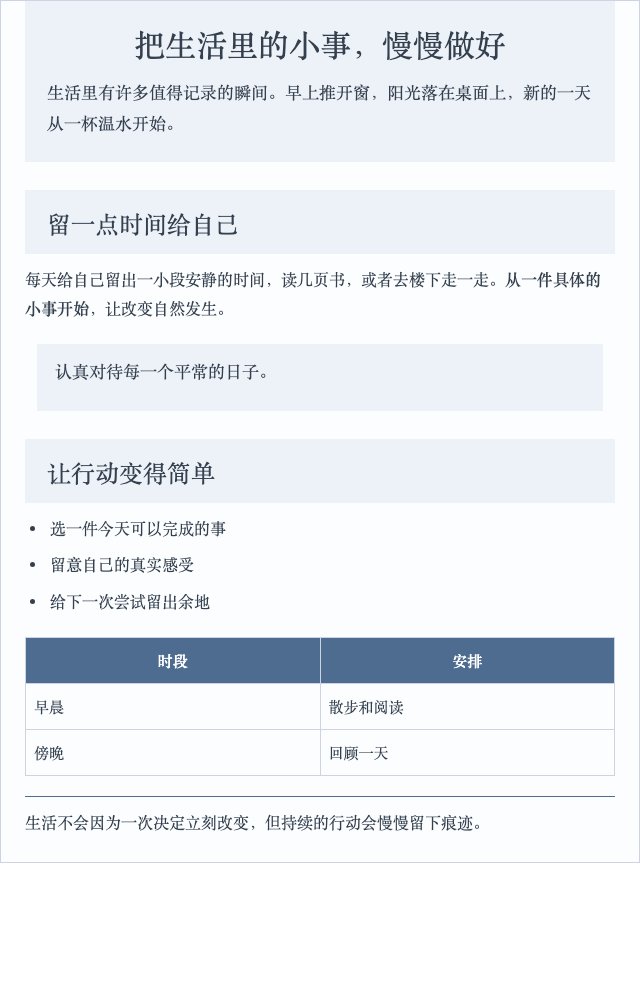 把生活里的小事，慢慢做好
生活里有许多值得记录的瞬间。早上推开窗，阳光落在桌面上，新的一天
从一杯温水开始。
留一点时间给自己
每天给自己留出一小段安静的时间，读几页书，或者去楼下走一走。从一件具体的
小事开始，让改变自然发生。
认真对待每一个平常的日子。
让行动变得简单
• 选一件今天可以完成的事
• 留意自己的真实感受
• 给下一次尝试留出余地
时段 安排
早晨 散步和阅读
傍晚 回顾一天
生活不会因为一次决定立刻改变，但持续的行动会慢慢留下痕迹。